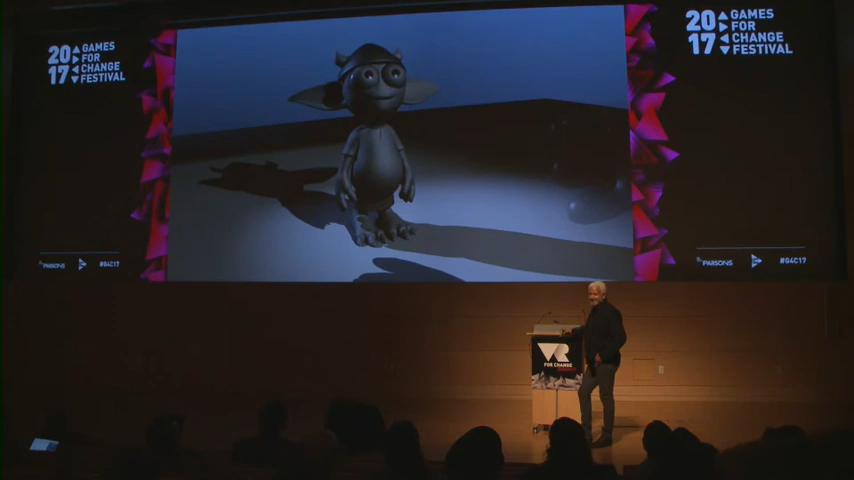 20 GAMES
FOR
17 CHANGE
FESTIVAL
PARSONS
#G4C17
20 GAMES
FOR
17 CHANGE
FESTIVAL
PARSONS
#G4C17
VR
FOR CHANGE